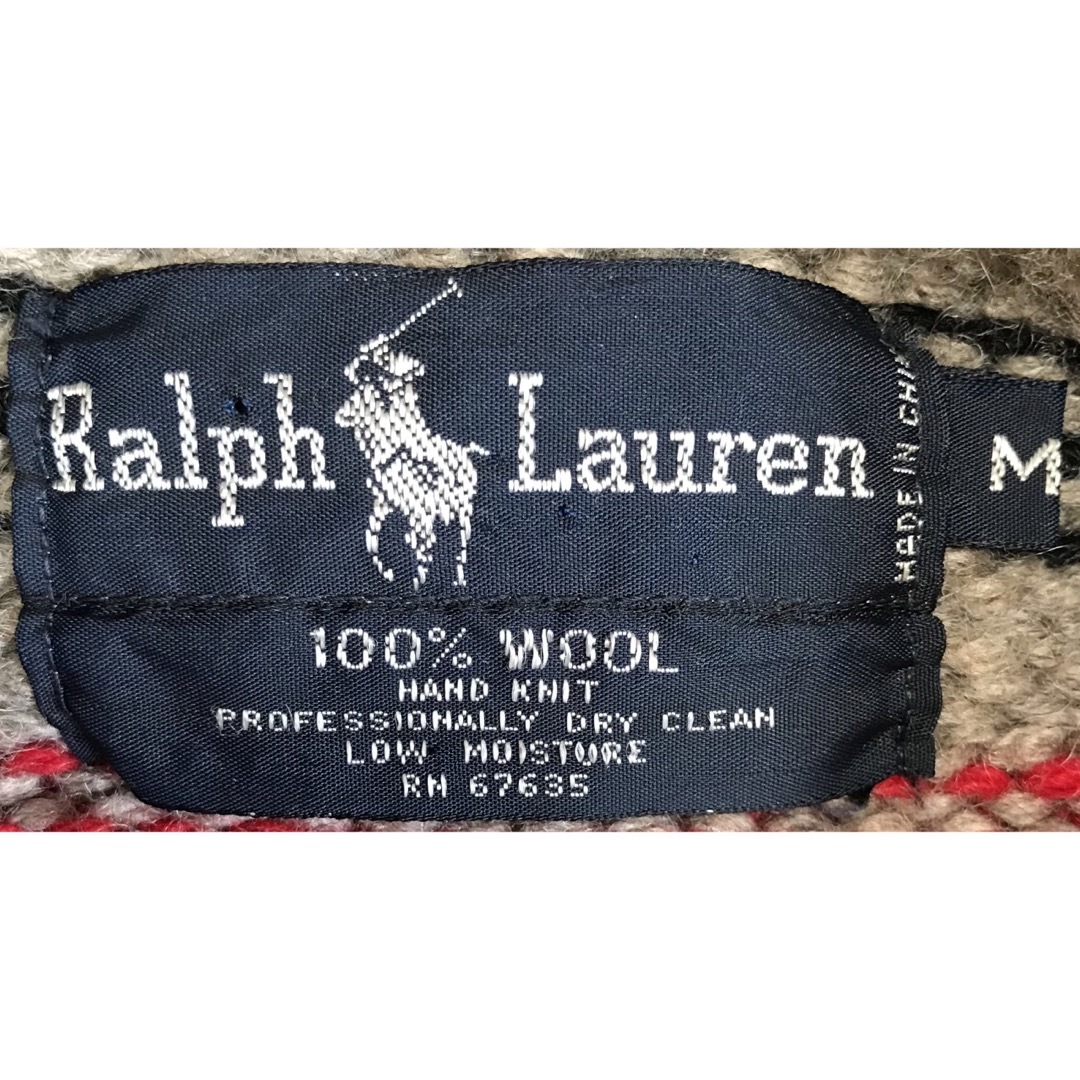 Ralph Lauren
MADE IN CHI
M
100% WOOL
HAND KNIT
PROFESSIONALLY DRY CLEAN
LOW MOISTURE
RN 67635